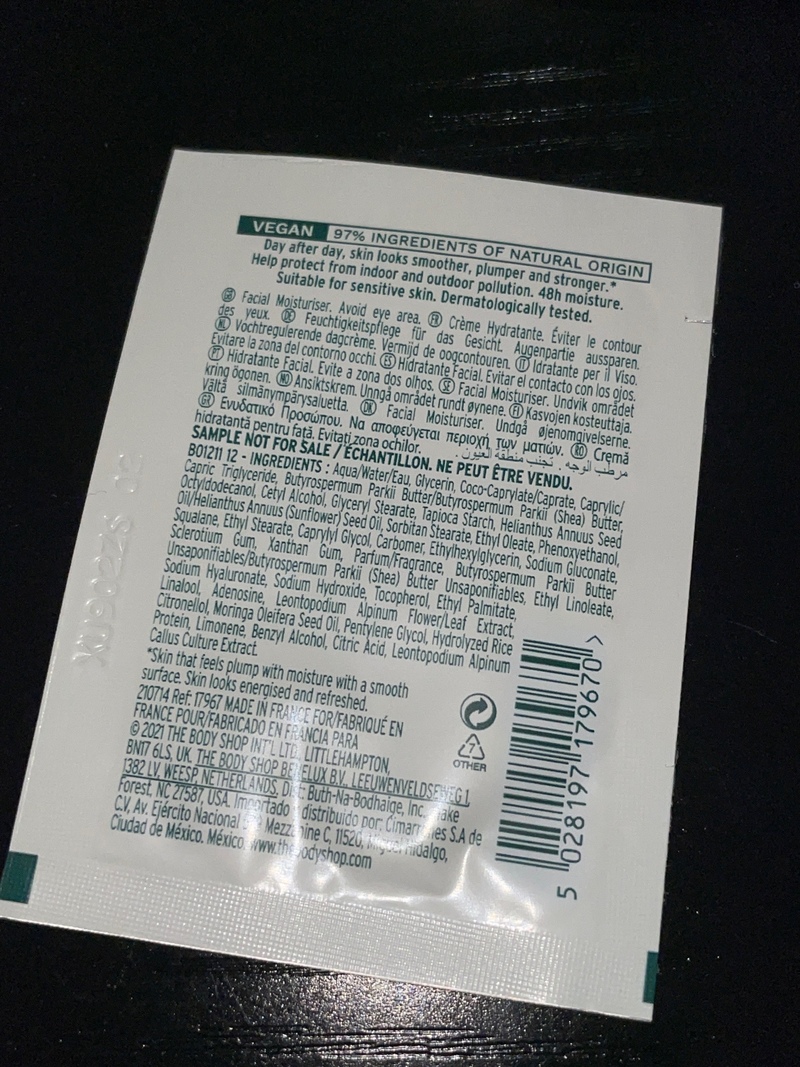 VEGAN 97% INGREDIENTS OF NATURAL ORIGIN
Day after day, skin looks smoother, plumper and stronger.*
Help protect from indoor and outdoor pollution. 48h moisture.
Suitable for sensitive skin. Dermatologically tested.
GB Facial Moisturiser. Avoid eye area. FR Crème Hydratante. Éviter le contour
des yeux. DE Feuchtigkeitspflege für das Gesicht. Augenpartie aussparen.
NL Vochtregulerende dagcrème. Vermijd de oogcontouren. IT Idratante per il Viso.
Evitare la zona del contorno occhi. ES Hidratante Facial. Evitar el contacto con los ojos.
PT Hidratante Facial. Evite a zona dos olhos. SE Facial Moisturiser. Undvik området
kring ögonen. NO Ansiktskrem. Unngå området rundt øynene. FI Kasvojen kosteuttaja.
Vältä silmänympärysaluetta. DK Facial Moisturiser. Undgå øjenomgivelserne.
GR Ενυδατικό Προσώπου. Να αποφεύγεται περιοχή των ματιών. RO Cremă
hidratantă pentru față. Evitați zona ochilor. مرطب الوجه. تجنب منطقة العيون.
SAMPLE NOT FOR SALE / ÉCHANTILLON. NE PEUT ÊTRE VENDU.
B01211 12 - INGREDIENTS : Aqua/Water/Eau, Glycerin, Coco-Caprylate/Caprate, Caprylic/
Capric Triglyceride, Butyrospermum Parkii Butter/Butyrospermum Parkii (Shea) Butter,
Octyldodecanol, Cetyl Alcohol, Glyceryl Stearate, Tapioca Starch, Helianthus Annuus Seed
Oil/Helianthus Annuus (Sunflower) Seed Oil, Sorbitan Stearate, Ethyl Oleate, Phenoxyethanol,
Squalane, Ethyl Stearate, Caprylyl Glycol, Carbomer, Ethylhexylglycerin, Sodium Gluconate,
Sclerotium Gum, Xanthan Gum, Parfum/Fragrance, Butyrospermum Parkii Butter
Unsaponifiables/Butyrospermum Parkii (Shea) Butter Unsaponifiables, Ethyl Linoleate,
Sodium Hyaluronate, Sodium Hydroxide, Tocopherol, Ethyl Palmitate,
Linalool, Adenosine, Leontopodium Alpinum Flower/Leaf Extract,
Citronellol, Moringa Oleifera Seed Oil, Pentylene Glycol, Hydrolyzed Rice
Protein, Limonene, Benzyl Alcohol, Citric Acid, Leontopodium Alpinum
Callus Culture Extract.
*Skin that feels plump with moisture with a smooth
surface. Skin looks energised and refreshed.
210714 Ref: 17967 MADE IN FRANCE FOR/FABRIQUÉ EN
FRANCE POUR/FABRICADO EN FRANCIA PARA
© 2021 THE BODY SHOP INT'L LTD, LITTLEHAMPTON,
BN17 6LS, UK. THE BODY SHOP BENELUX B.V. LEEUWENVELDSEWEG 1,
1382 LV, WEESP, NETHERLANDS, Dist: Buth-Na-Bodhaige, Inc. Wake
Forest, NC 27587, USA. Importado distribuido por: S.A de
C.V, Av. Ejército Nacional Mezzanine C, 11520, Miguel Hidalgo,
Ciudad de México. México. www.thebodyshop.com
7
OTHER
5 028197 179670 >
XU90226 02